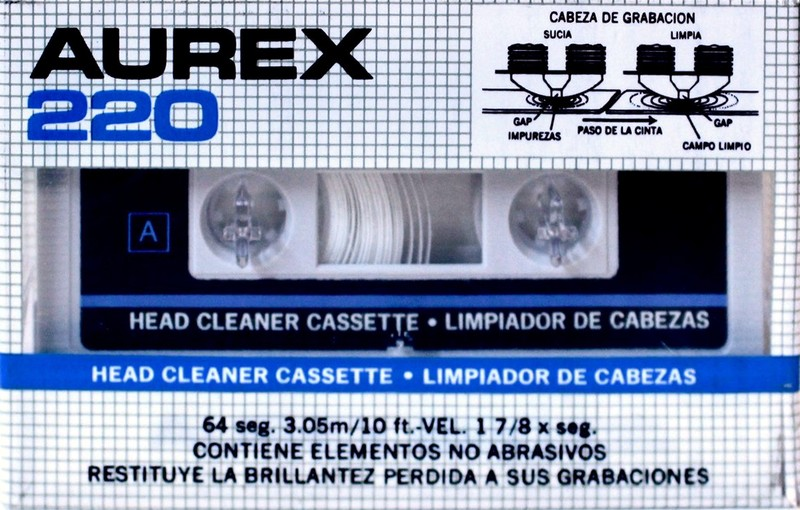 AUREX
220
CABEZA DE GRABACION
SUCIA LIMPIA
GAP GAP
IMPUREZAS PASO DE LA CINTA
CAMPO LIMPIO
A
HEAD CLEANER CASSETTE • LIMPIADOR DE CABEZAS
HEAD CLEANER CASSETTE • LIMPIADOR DE CABEZAS
64 seg. 3.05m/10 ft.-VEL. 1 7/8 x seg.
CONTIENE ELEMENTOS NO ABRASIVOS
RESTITUYE LA BRILLANTEZ PERDIDA A SUS GRABACIONES